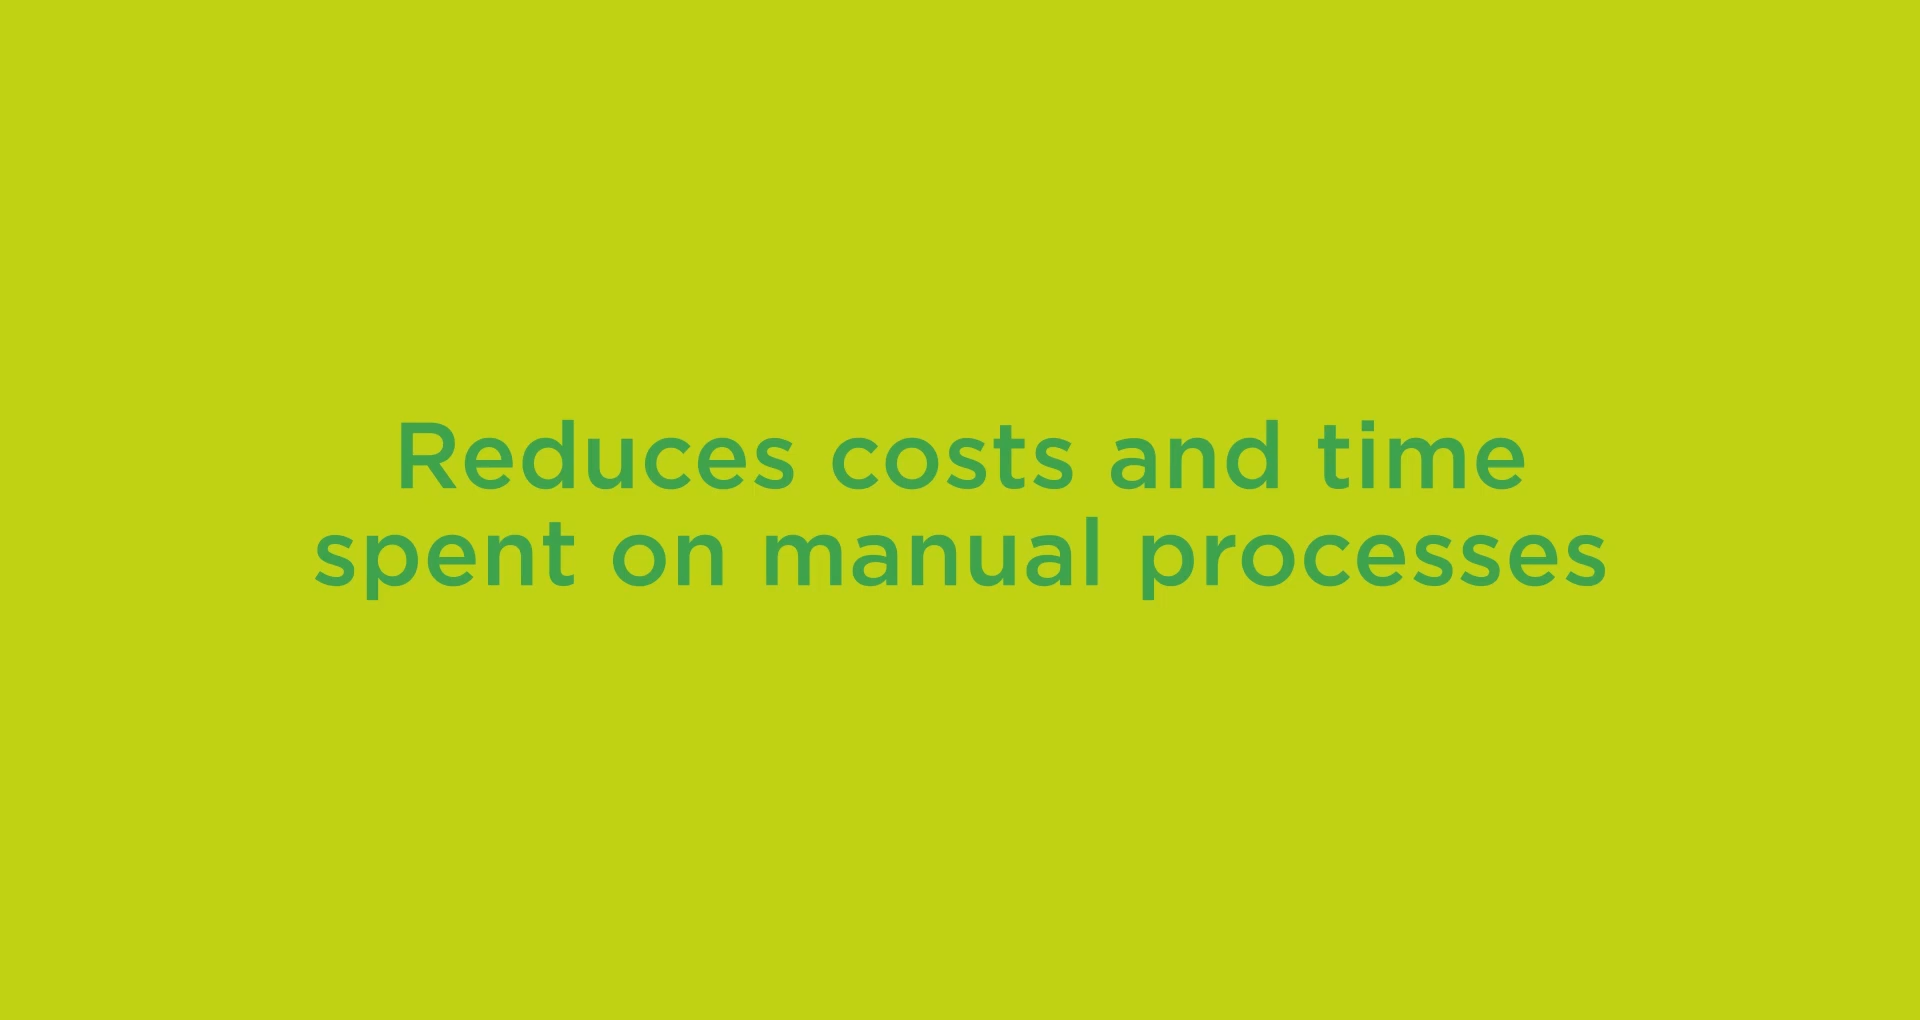 Reduces costs and time
spent on manual processes